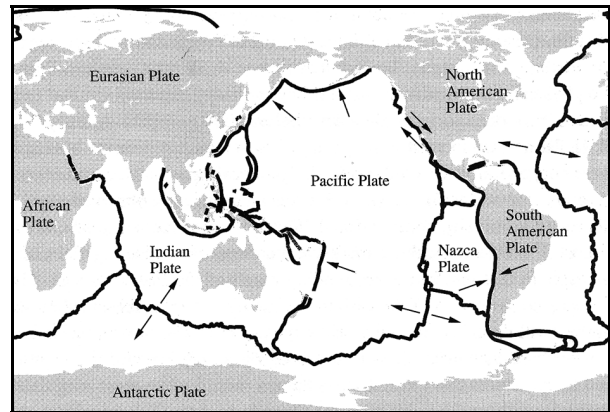 Eurasian Plate
North
American
Plate
African
Plate
Pacific Plate
South
American
Plate
Indian
Plate
Nazca
Plate
Antarctic Plate